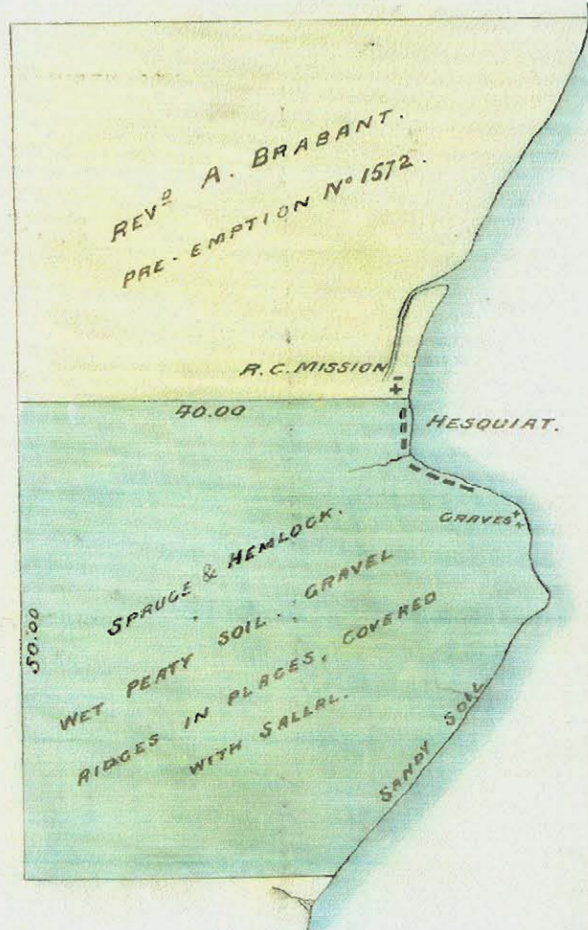 REVD A. BRABANT.
PRE-EMPTION No 1572.
R.C. MISSION
40.00
HESQUIAT.
GRAVES
SPRUCE & HEMLOCK.
WET PEATY SOIL. GRAVEL
RIDGES IN PLACES, COVERED
WITH SALLAL.
50.00
SANDY SOIL